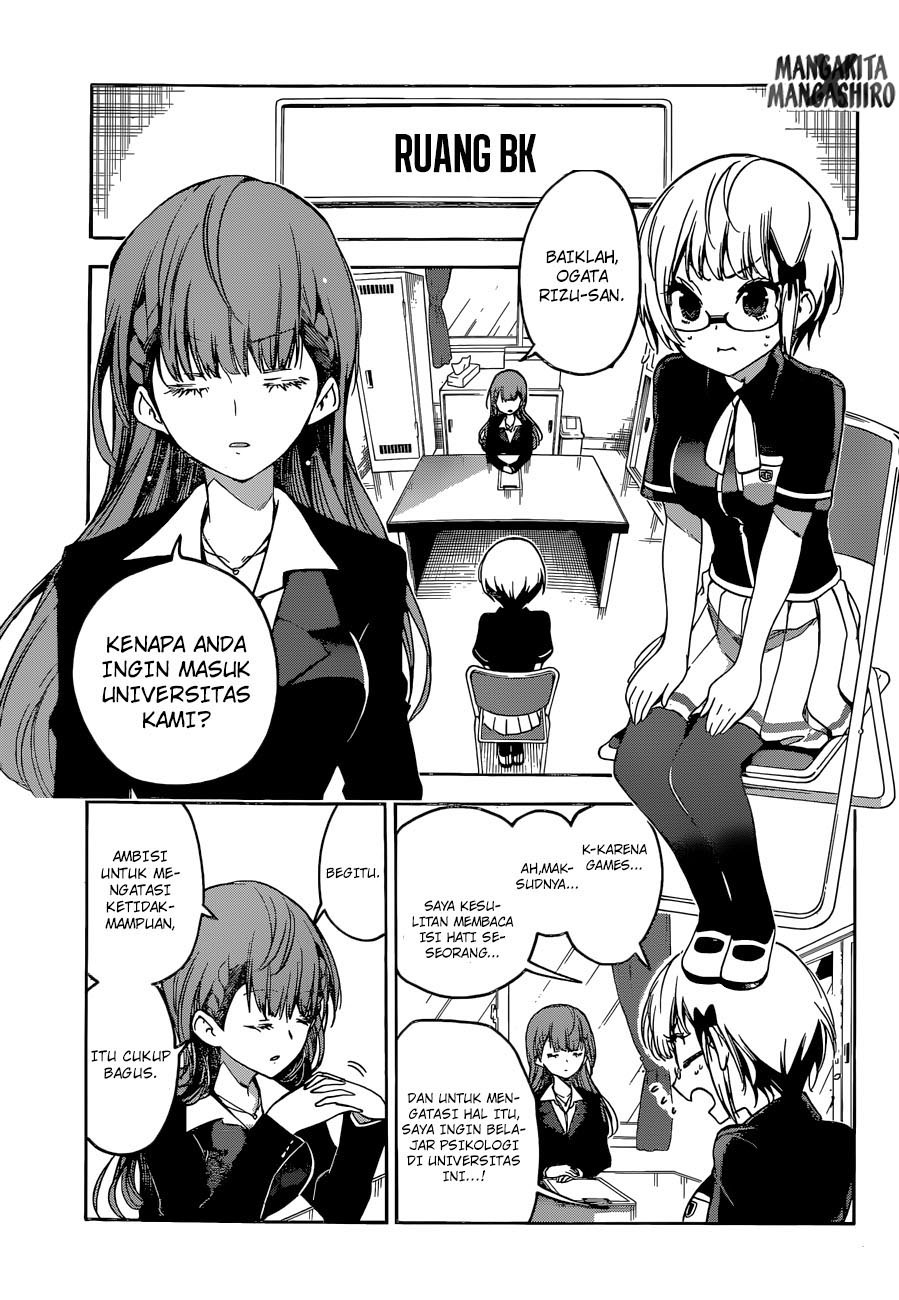 MANGAKITA
MANGASHIRO
RUANG BK
BAIKLAH,
OGATA
RIZU-SAN.
KENAPA ANDA
INGIN MASUK
UNIVERSITAS
KAMI?
K-KARENA
GAMES...
AH,MAK-
SUDNYA...
SAYA KESU-
LITAN MEMBACA
ISI HATI SE-
SEORANG...
DAN UNTUK MEN-
GATASI HAL ITU,
SAYA INGIN BELA-
JAR PSIKOLOGI
DI UNIVERSITAS
INI...!
BEGITU.
AMBISI
UNTUK ME-
NGATASI
KETIDAK-
MAMPUAN,
ITU CUKUP
BAGUS.